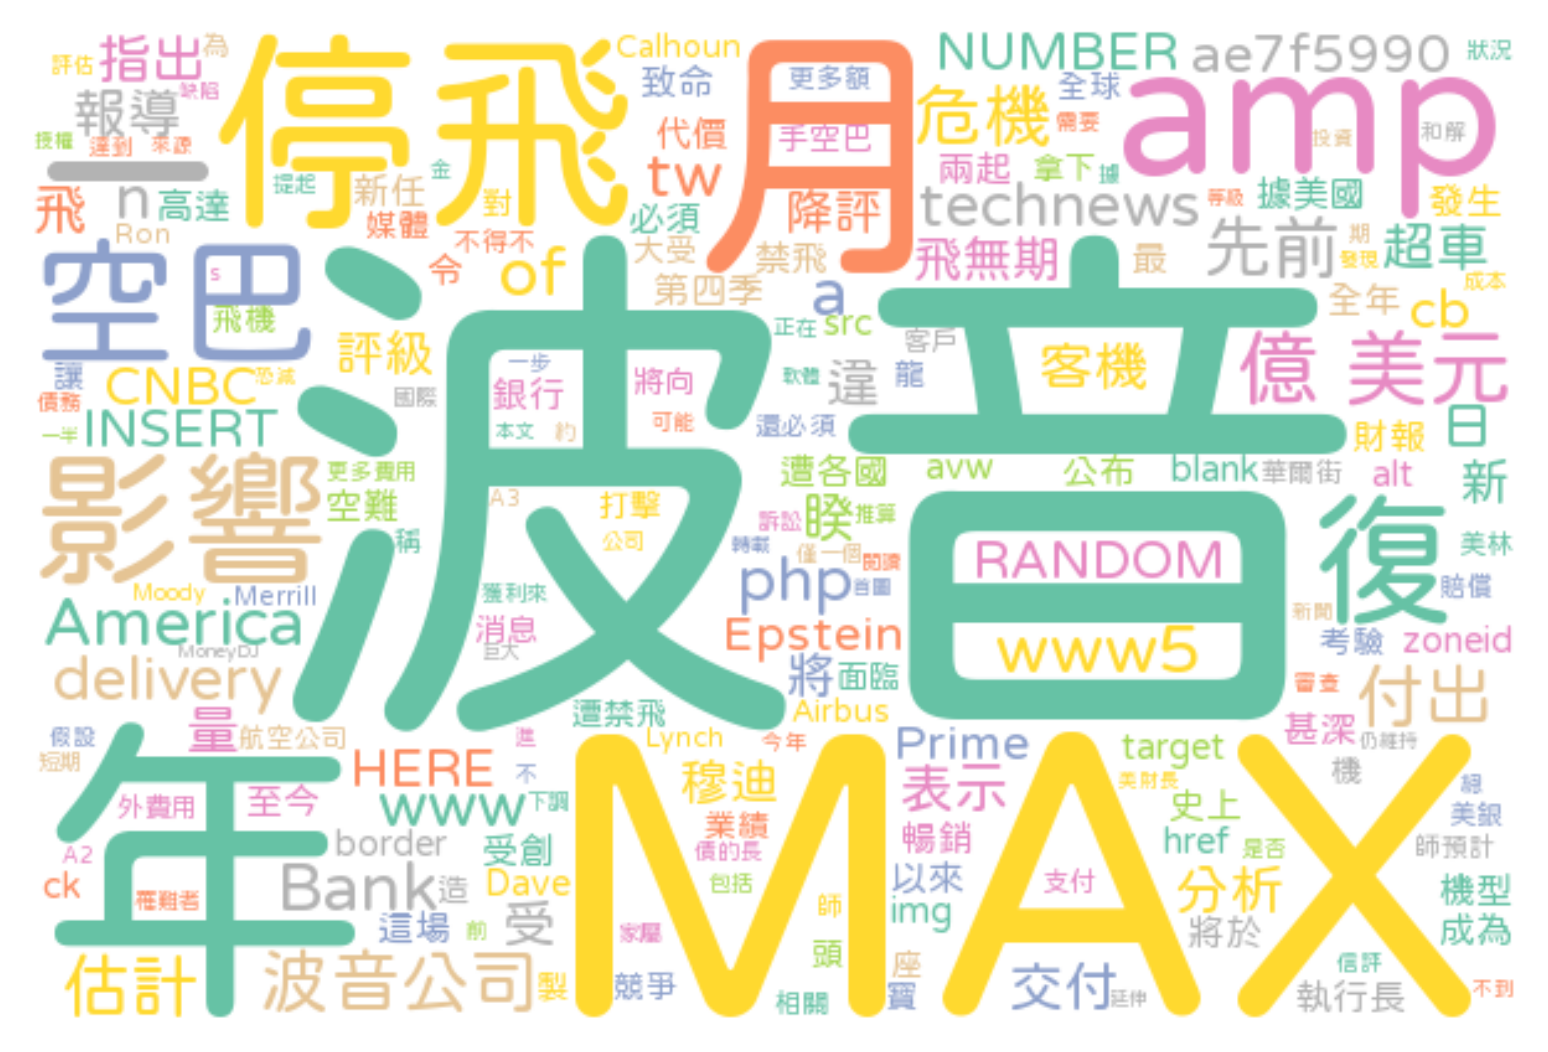 評估 指出 為 停飛 Calhoun 月 NUMBER ae7f5990 狀況
報導 缺陷 致命 更多額 危機 全球 amp
授權 達到 來源 代價 手空巴 需要 投資 和解
一 n 高達 提起 新任 金 tw 兩起 拿下 據 據美國 發生
飛 Ron 媒體 對 必須 降評 technews 等級 先前 期 超車
不得不 大受 禁飛 飛無期 最 發現
空巴 s 令 of 第四季 a 全年 cb 成本
飛機 評級 波音 正在 src 客戶 客機 億 美元
讓 CNBC 恐減 一步 銀行 將向 軟體 違 龍
債務 INSERT 國際 可能 還必須 財報 日
一半 本文 約
影響 更多費用 遭各國 avw 公布 blank 華爾街 alt 新
空難 A3 打擊 訴訟 睽 推算 復
稱 公司 轉載 僅一個 閱讀 RANDOM 美林
Moody Merrill 獲利來 php 首圖 新聞 賠償
America 消息 Epstein www5 考驗 zoneid
MoneyDJ 巨大
delivery 將 面臨 審查 付出
量 遭禁飛 Airbus 甚深
假設 航空公司 進 Lynch 今年 Prime target 仍維持
短期 年 HERE 不 MAX 穆迪 表示 美財長 機
外費用 至今 www 下調 業績 史上 美銀
A2 border 受創 債的長 暢銷 href 是否 師預計
ck 罹難者 Bank 造 Dave 包括 以來 支付 分析 機型
這場 前 受 家屬 師 img 將於 成為
估計 波音公司 製 競爭 頭 座 交付 信評
相關 寶 延伸 執行長 不到